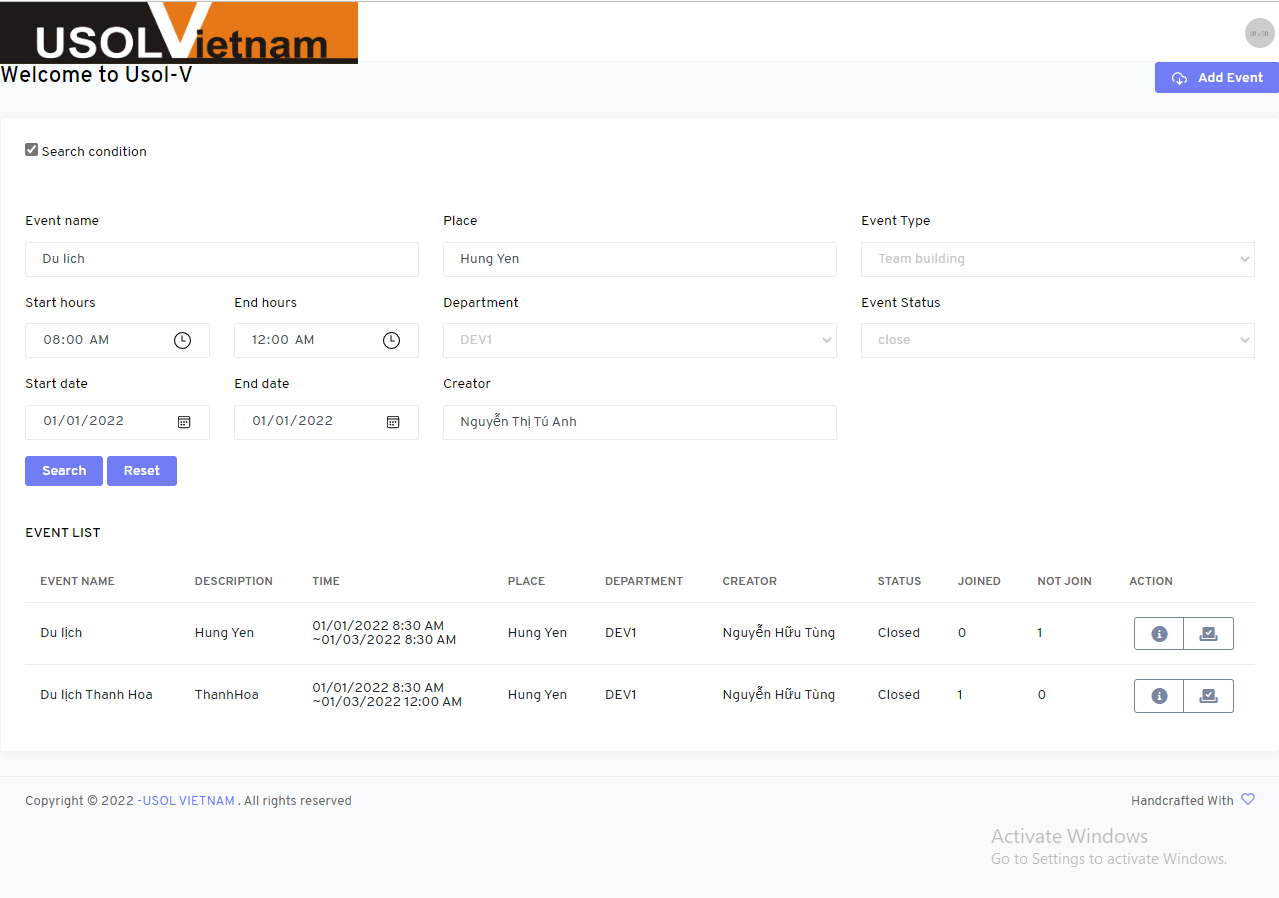 USOLVietnam
30 x 30
Welcome to Usol-V
Add Event
Search condition
Event name Place Event Type
Du lich Hung Yen Team building
Start hours End hours Department Event Status
08:00 AM 12:00 AM DEV1 close
Start date End date Creator
01/01/2022 01/01/2022 Nguyễn Thị Tú Anh
Search Reset
EVENT LIST
EVENT NAME DESCRIPTION TIME PLACE DEPARTMENT CREATOR STATUS JOINED NOT JOIN ACTION
Du lịch Hung Yen 01/01/2022 8:30 AM Hung Yen DEV1 Nguyễn Hữu Tùng Closed 0 1
~01/03/2022 8:30 AM
Du lịch Thanh Hoa ThanhHoa 01/01/2022 8:30 AM Hung Yen DEV1 Nguyễn Hữu Tùng Closed 1 0
~01/03/2022 12:00 AM
Copyright © 2022 -USOL VIETNAM . All rights reserved Handcrafted With
Activate Windows
Go to Settings to activate Windows.